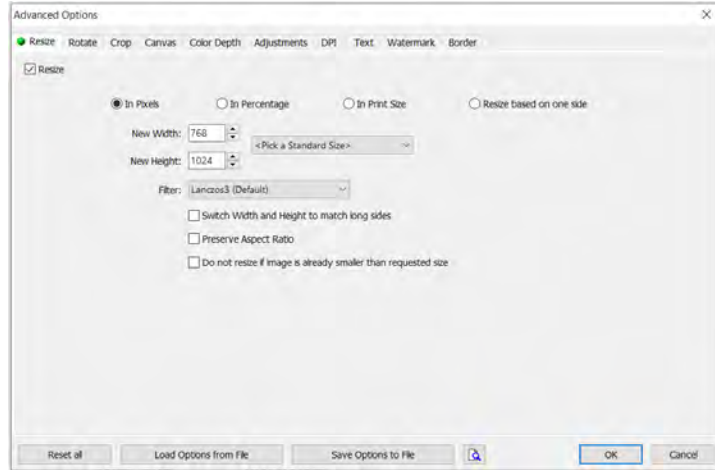 Advanced Options
Resize Rotate Crop Canvas Color Depth Adjustments DPI Text Watermark Border
Resize
In Pixels In Percentage In Print Size Resize based on one side
New Width: 768
<Pick a Standard Size>
New Height: 1024
Filter: Lanczos3 (Default)
Switch Width and Height to match long sides
Preserve Aspect Ratio
Do not resize if image is already smaller than requested size
Reset all Load Options from File Save Options to File OK Cancel